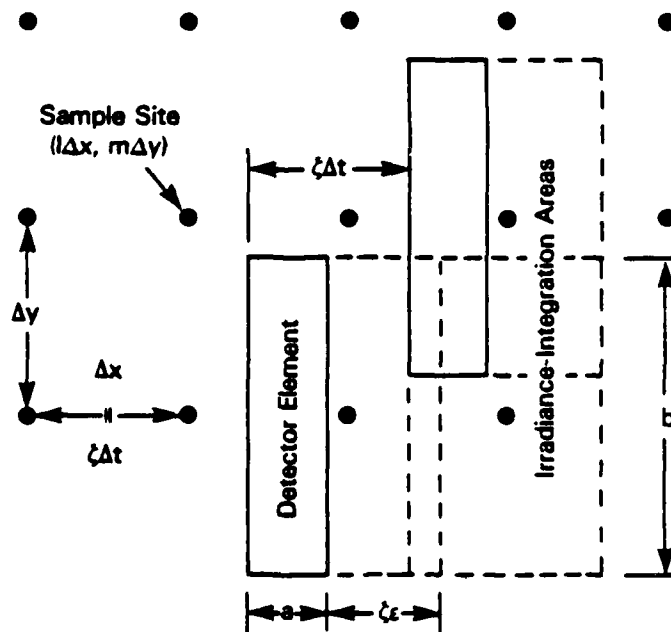 Sample Site
(lΔx, mΔy)
ζΔt
Δy
Δx
=
ζΔt
Detector Element
Irradiance-Integration Areas
b
a
ζε